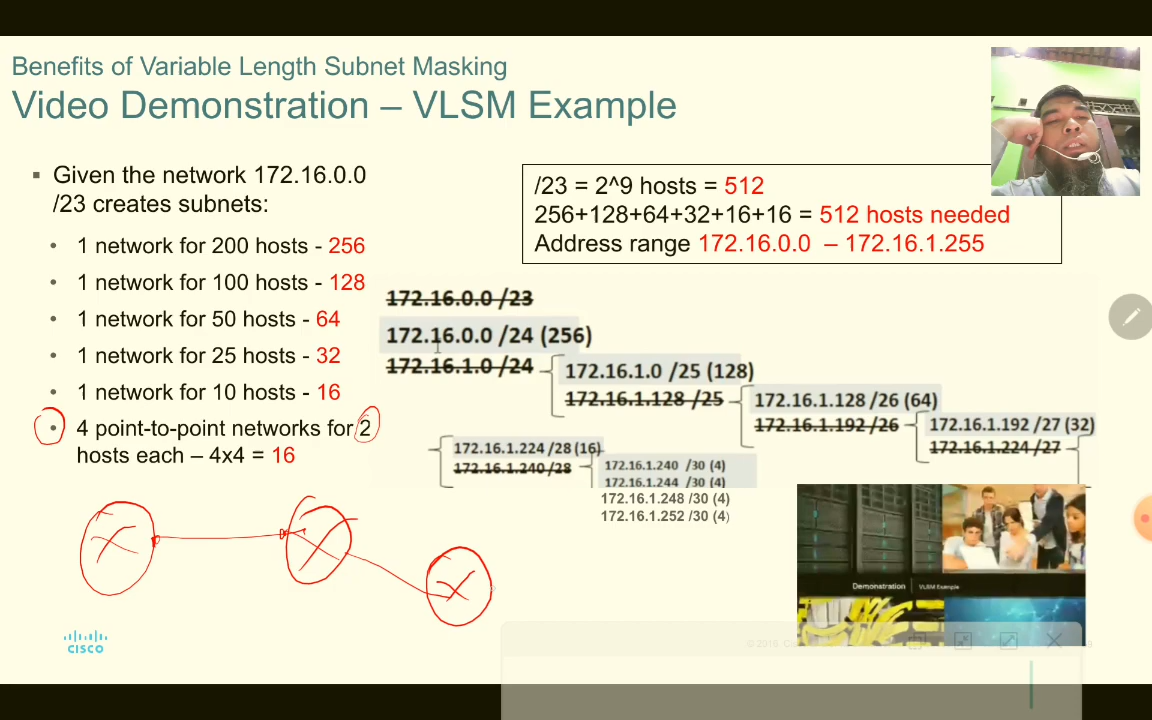 Benefits of Variable Length Subnet Masking
Video Demonstration – VLSM Example
▪ Given the network 172.16.0.0
/23 creates subnets:
• 1 network for 200 hosts - 256
• 1 network for 100 hosts - 128
• 1 network for 50 hosts - 64
• 1 network for 25 hosts - 32
• 1 network for 10 hosts - 16
• 4 point-to-point networks for 2
hosts each – 4x4 = 16
/23 = 2^9 hosts = 512
256+128+64+32+16+16 = 512 hosts needed
Address range 172.16.0.0 – 172.16.1.255
172.16.0.0 /23
172.16.0.0 /24 (256)
172.16.1.0 /24
172.16.1.0 /25 (128)
172.16.1.128 /25
172.16.1.128 /26 (64)
172.16.1.192 /26
172.16.1.192 /27 (32)
172.16.1.224 /27
172.16.1.224 /28 (16)
172.16.1.240 /28
172.16.1.240 /30 (4)
172.16.1.244 /30 (4)
172.16.1.248 /30 (4)
172.16.1.252 /30 (4)
Demonstration | VLSM Example
CISCO
© 2016